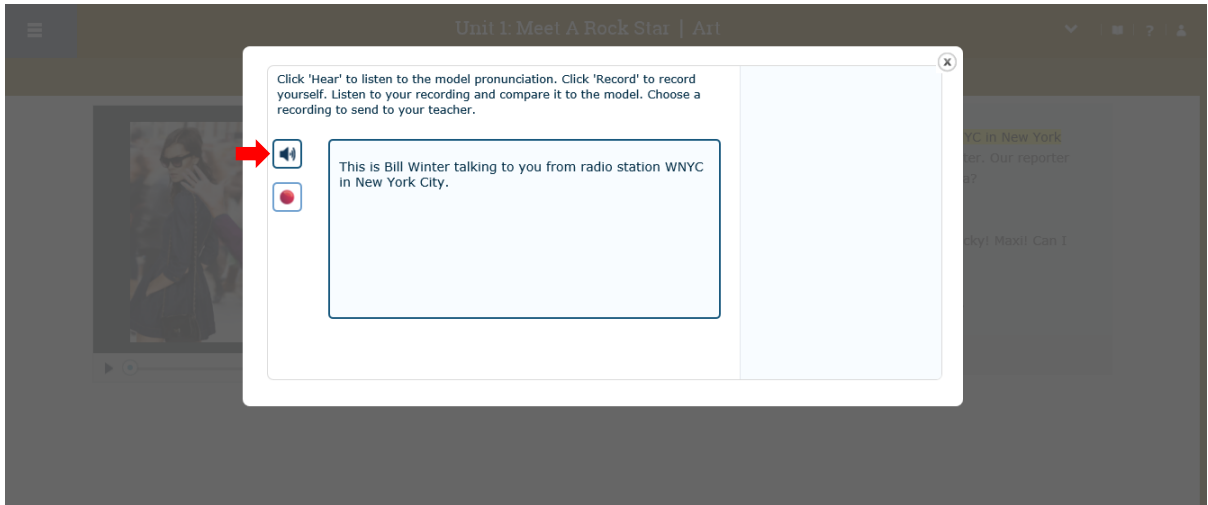 Unit 1: Meet A Rock Star | Art
?
x
Click 'Hear' to listen to the model pronunciation. Click 'Record' to record
yourself. Listen to your recording and compare it to the model. Choose a
recording to send to your teacher.
This is Bill Winter talking to you from radio station WNYC
in New York City.
YC in New York
ter. Our reporter
a?
cky! Maxi! Can I